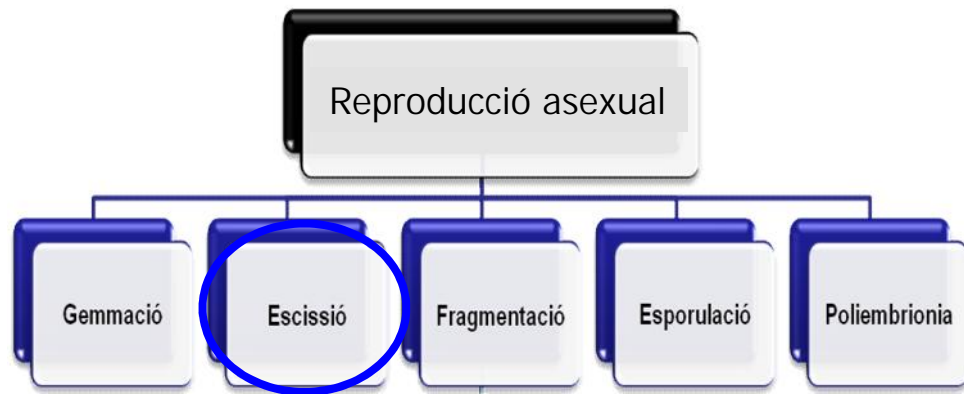 Reproducció asexual
Gemmació
Escissió
Fragmentació
Esporulació
Poliembrionia